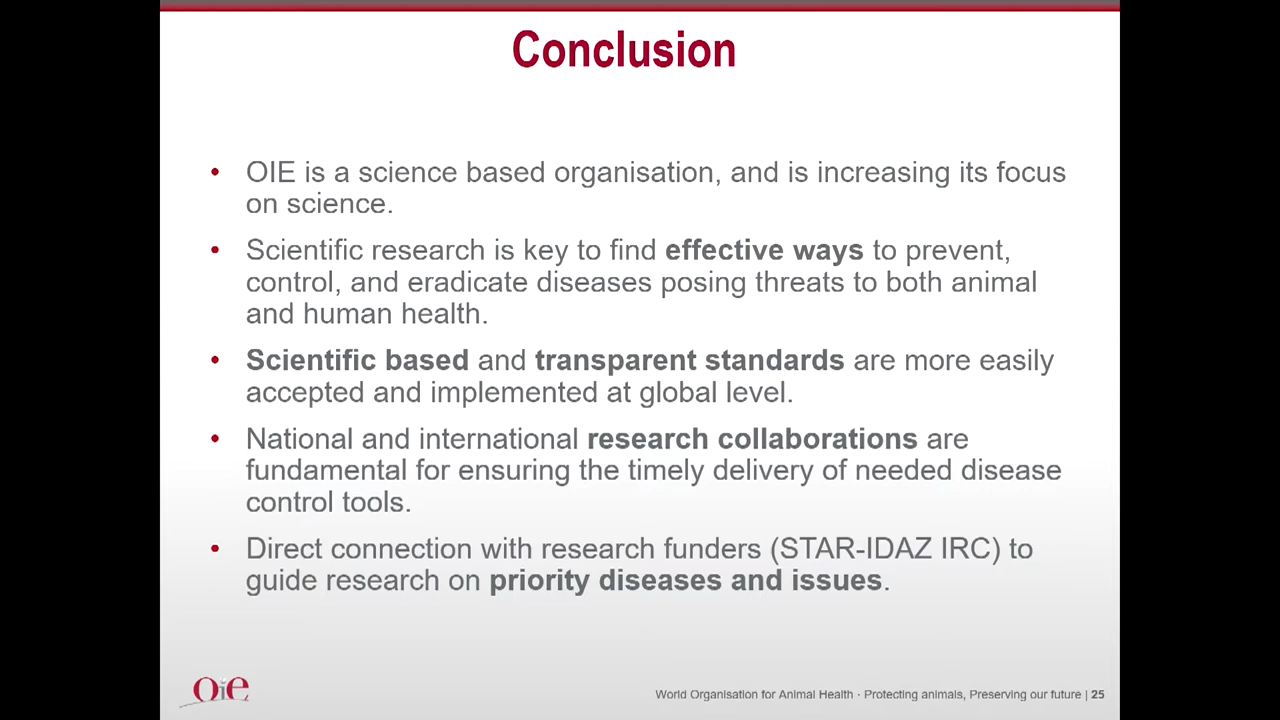 Conclusion
• OIE is a science based organisation, and is increasing its focus
on science.
• Scientific research is key to find effective ways to prevent,
control, and eradicate diseases posing threats to both animal
and human health.
• Scientific based and transparent standards are more easily
accepted and implemented at global level.
• National and international research collaborations are
fundamental for ensuring the timely delivery of needed disease
control tools.
• Direct connection with research funders (STAR-IDAZ IRC) to
guide research on priority diseases and issues.
Oie
World Organisation for Animal Health · Protecting animals, Preserving our future | 25